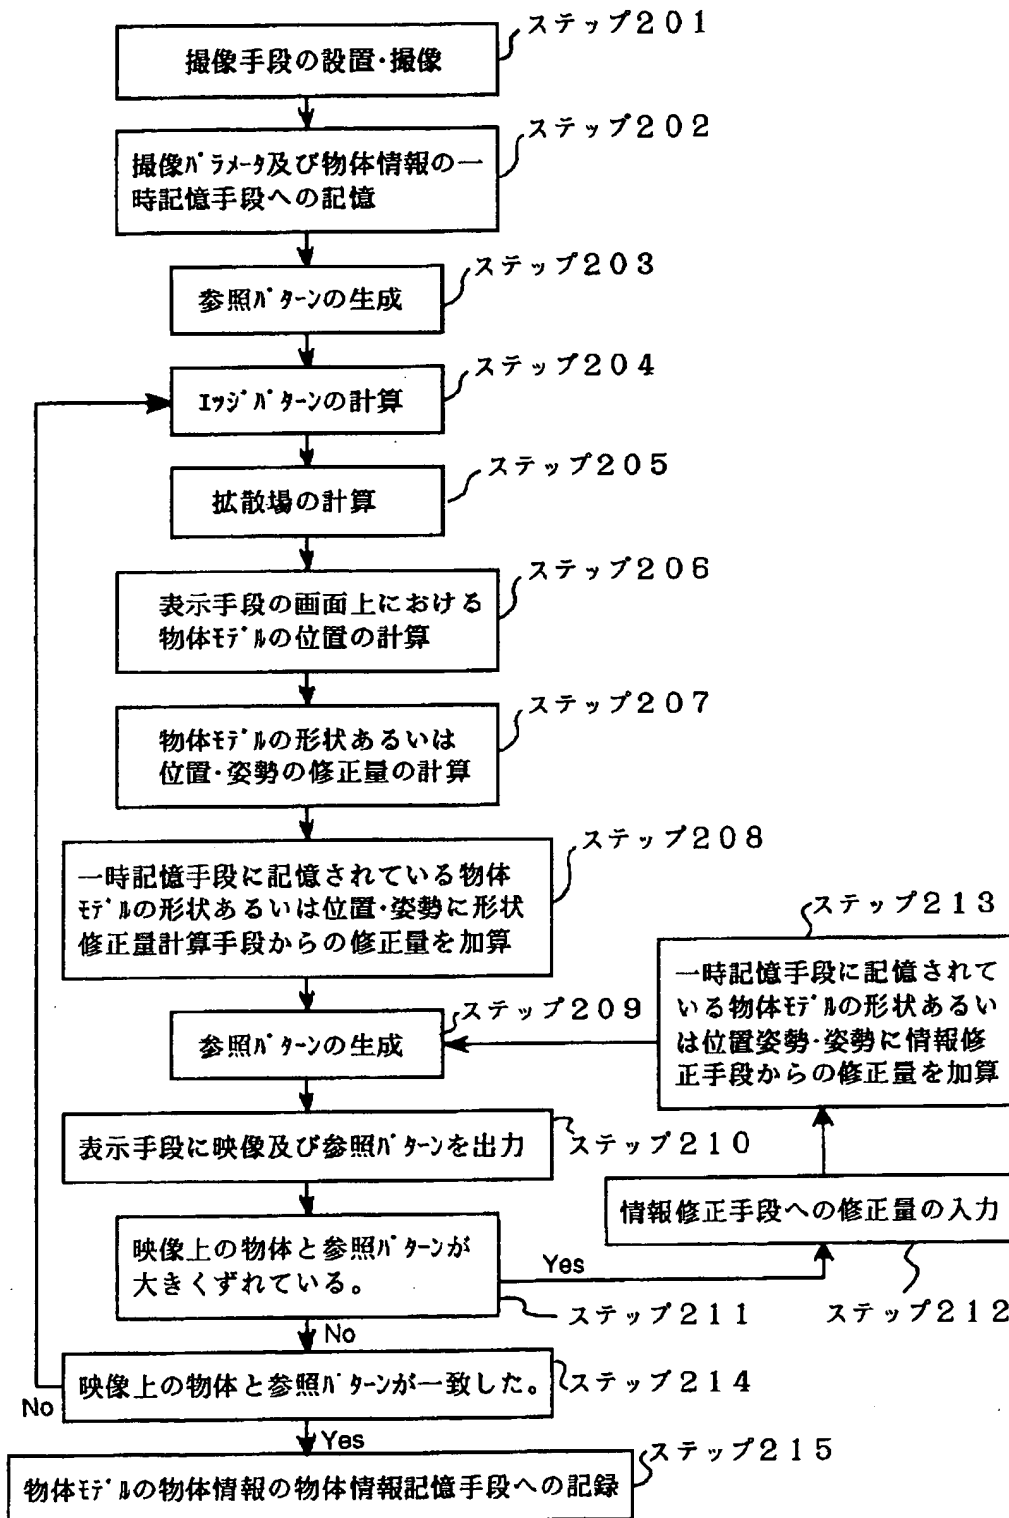 ステップ201
撮像手段の設置・撮像
ステップ202
撮像ﾊﾟﾗﾒｰﾀ及び物体情報の一
時記憶手段への記憶
ステップ203
参照ﾊﾟﾀｰﾝの生成
ステップ204
ｴｯｼﾞﾊﾟﾀｰﾝの計算
ステップ205
拡散場の計算
ステップ206
表示手段の画面上における
物体ﾓﾃﾞﾙの位置の計算
ステップ207
物体ﾓﾃﾞﾙの形状あるいは
位置・姿勢の修正量の計算
ステップ208
一時記憶手段に記憶されている物体
ﾓﾃﾞﾙの形状あるいは位置・姿勢に形状
修正量計算手段からの修正量を加算
ステップ213
一時記憶手段に記憶されて
いる物体ﾓﾃﾞﾙの形状あるい
は位置姿勢・姿勢に情報修
正手段からの修正量を加算
ステップ209
参照ﾊﾟﾀｰﾝの生成
表示手段に映像及び参照ﾊﾟﾀｰﾝを出力
ステップ210
情報修正手段への修正量の入力
ステップ212
映像上の物体と参照ﾊﾟﾀｰﾝが
大きくずれている。
Yes
ステップ211
No
映像上の物体と参照ﾊﾟﾀｰﾝが一致した。
ステップ214
No
Yes
ステップ215
物体ﾓﾃﾞﾙの物体情報の物体情報記憶手段への記録